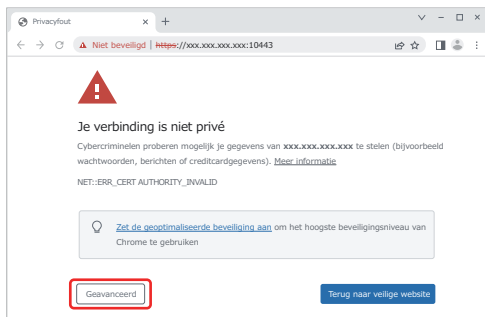 Privacyfout
Niet beveiligd | https://xxx.xxx.xxx.xxx:10443
Je verbinding is niet privé
Cybercriminelen proberen mogelijk je gegevens van xxx.xxx.xxx.xxx te stelen (bijvoorbeeld
wachtwoorden, berichten of creditcardgegevens). Meer informatie
NET::ERR_CERT AUTHORITY_INVALID
Zet de geoptimaliseerde beveiliging aan om het hoogste beveiligingsniveau van
Chrome te gebruiken
Geavanceerd
Terug naar veilige website